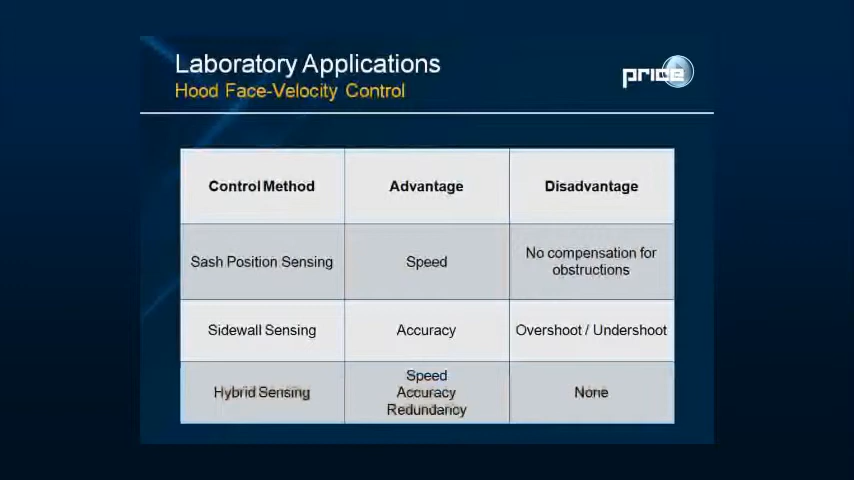 Laboratory Applications
Hood Face-Velocity Control
price
Control Method Advantage Disadvantage
Sash Position Sensing Speed No compensation for
obstructions
Sidewall Sensing Accuracy Overshoot / Undershoot
Hybrid Sensing Speed
Accuracy
Redundancy None